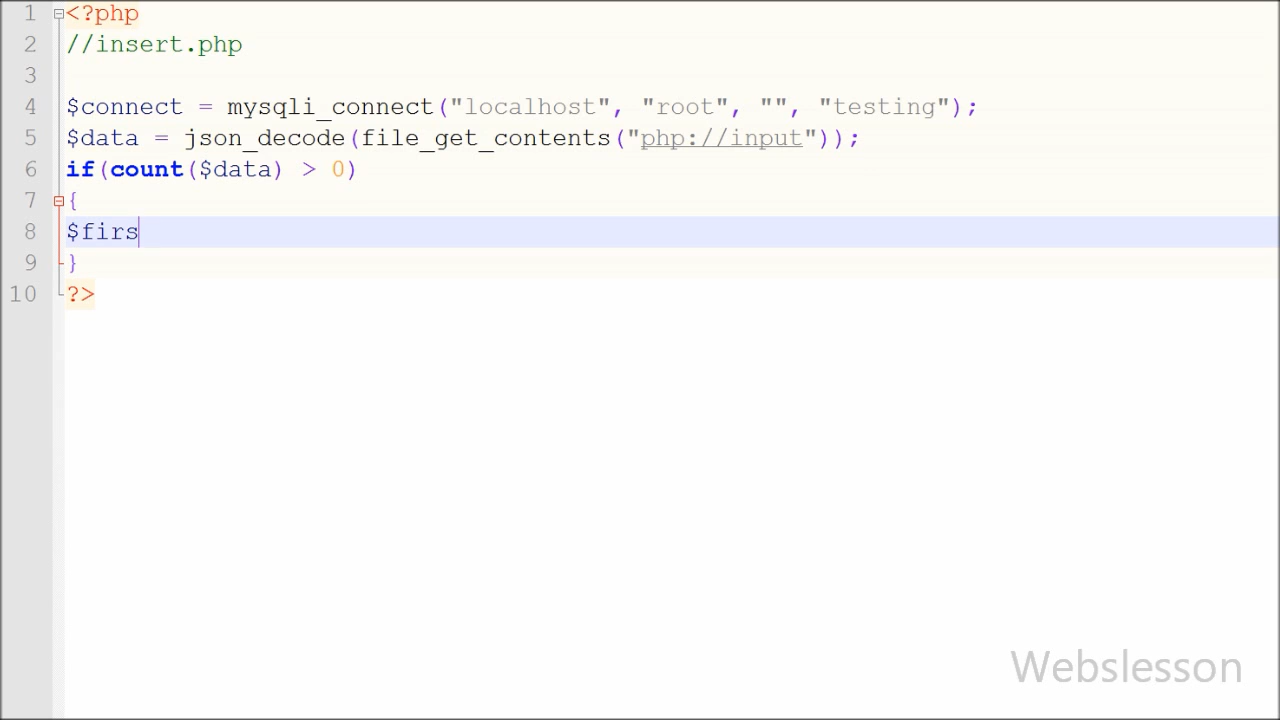 1 <?php
2 //insert.php
3
4 $connect = mysqli_connect("localhost", "root", "", "testing");
5 $data = json_decode(file_get_contents("php://input"));
6 if(count($data) > 0)
7 {
8 $firs
9 }
10 ?>
Webslesson